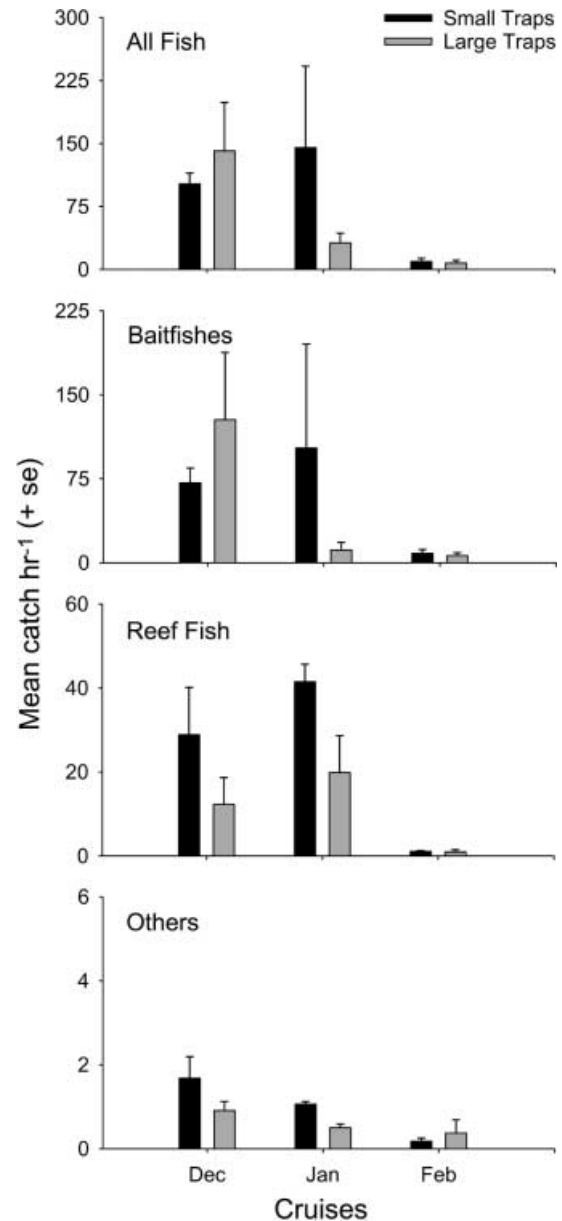 Small Traps
Large Traps
All Fish
300
225
150
75
0
Baitfishes
225
150
75
0
Mean catch hr-1 (+ se)
Reef Fish
60
40
20
0
Others
6
4
2
0
Dec Jan Feb
Cruises